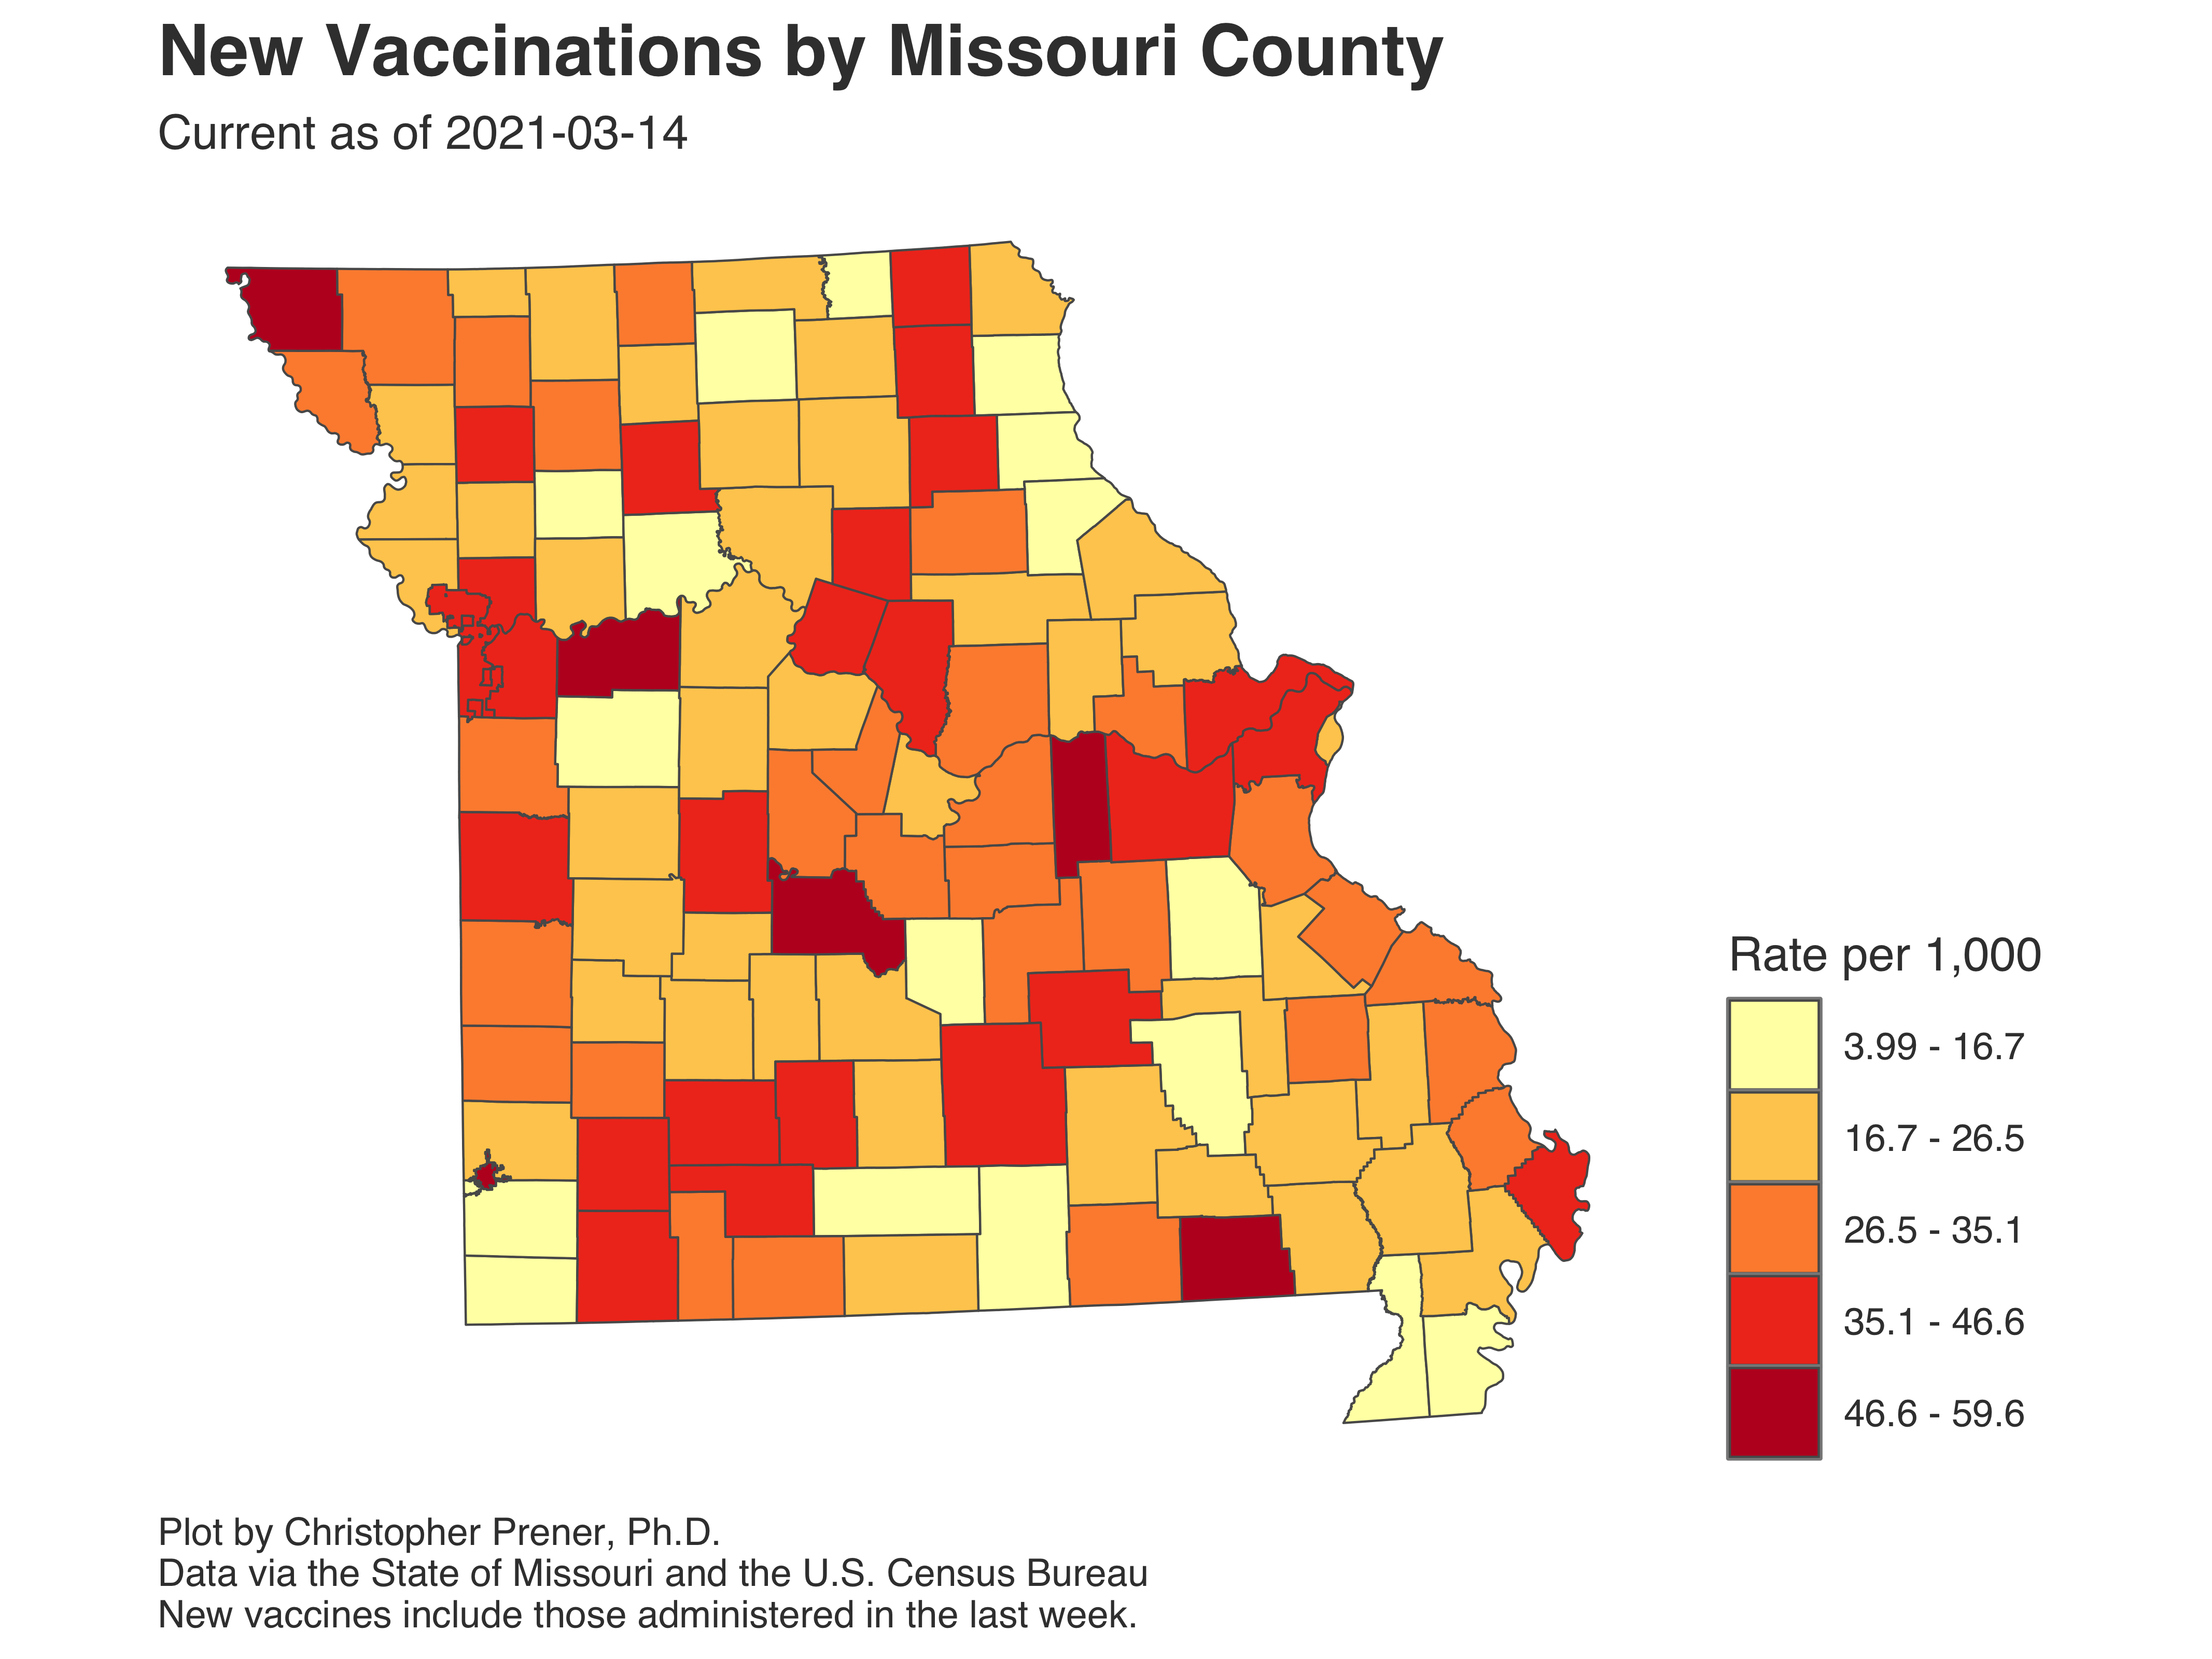 New Vaccinations by Missouri County
Current as of 2021-03-14
Rate per 1,000
3.99 - 16.7
16.7 - 26.5
26.5 - 35.1
35.1 - 46.6
46.6 - 59.6
Plot by Christopher Prener, Ph.D.
Data via the State of Missouri and the U.S. Census Bureau
New vaccines include those administered in the last week.